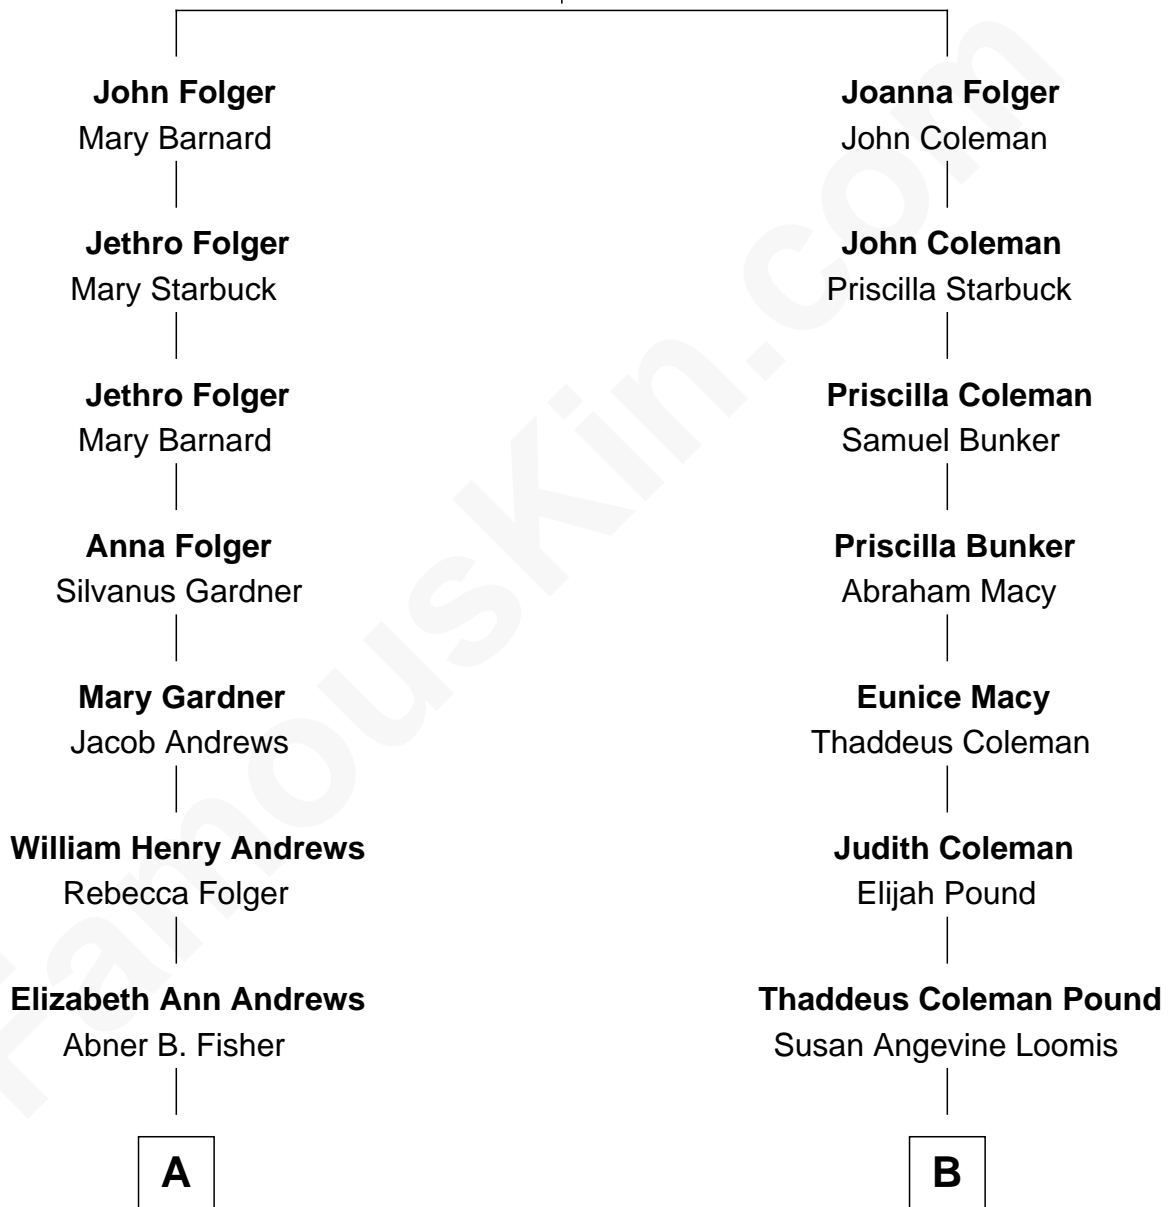 John Folger
Mary Barnard
Jethro Folger
Mary Starbuck
Jethro Folger
Mary Barnard
Anna Folger
Silvanus Gardner
Mary Gardner
Jacob Andrews
William Henry Andrews
Rebecca Folger
Elizabeth Ann Andrews
Abner B. Fisher
A
Joanna Folger
John Coleman
John Coleman
Priscilla Starbuck
Priscilla Coleman
Samuel Bunker
Priscilla Bunker
Abraham Macy
Eunice Macy
Thaddeus Coleman
Judith Coleman
Elijah Pound
Thaddeus Coleman Pound
Susan Angevine Loomis
B
FamousKin.com